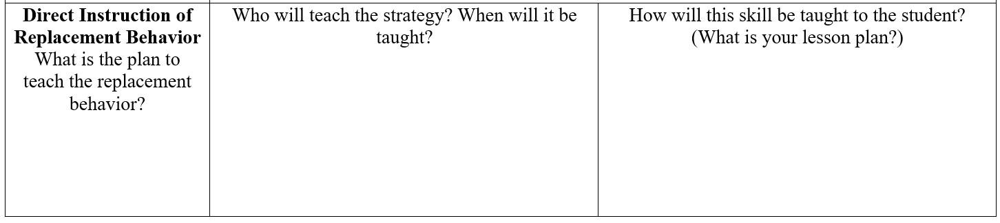 Direct Instruction of
Replacement Behavior
What is the plan to
teach the replacement
behavior?
Who will teach the strategy? When will it be
taught?
How will this skill be taught to the student?
(What is your lesson plan?)